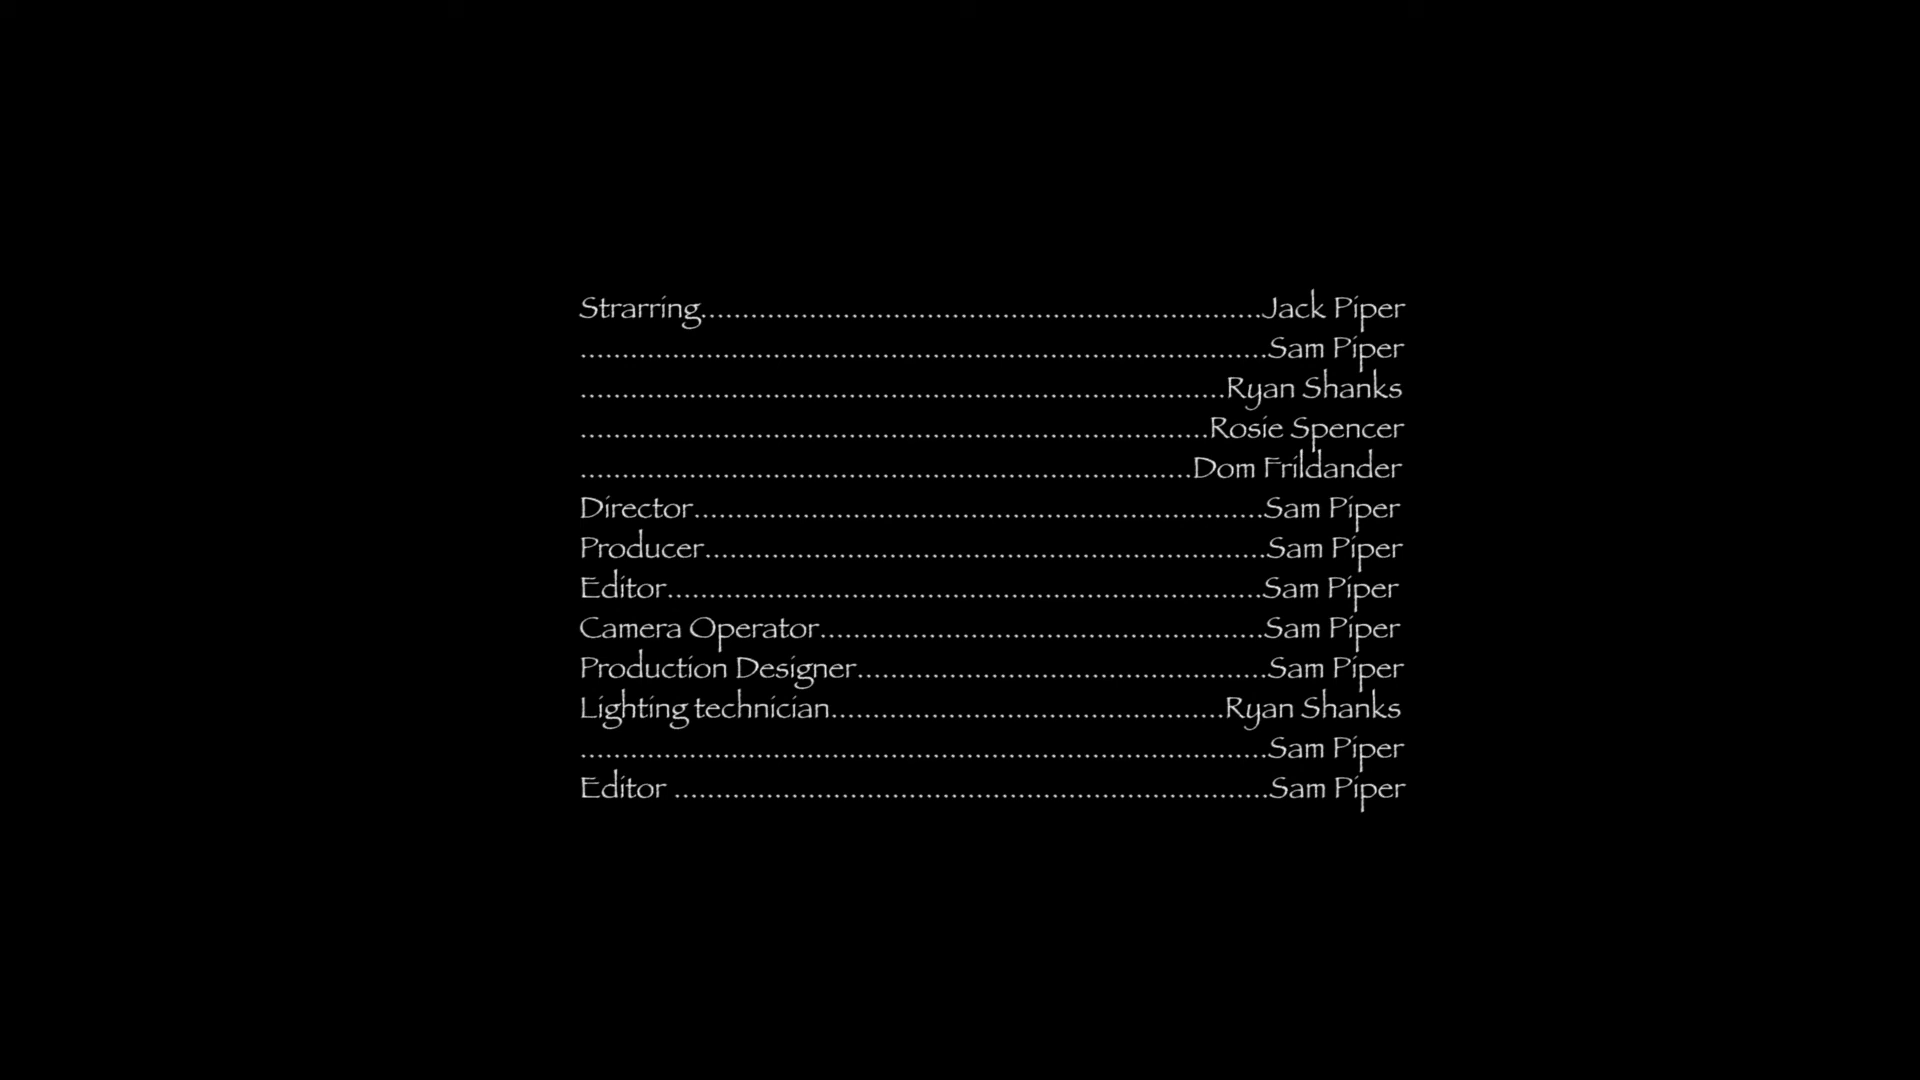 Strarring........................................................................Jack Piper
........................................................................................Sam Piper
...................................................................................Ryan Shanks
.................................................................................Rosie Spencer
...............................................................................Dom Frildander
Director.........................................................................Sam Piper
Producer........................................................................Sam Piper
Editor............................................................................Sam Piper
Camera Operator.........................................................Sam Piper
Production Designer.....................................................Sam Piper
Lighting technician...................................................Ryan Shanks
........................................................................................Sam Piper
Editor ............................................................................Sam Piper